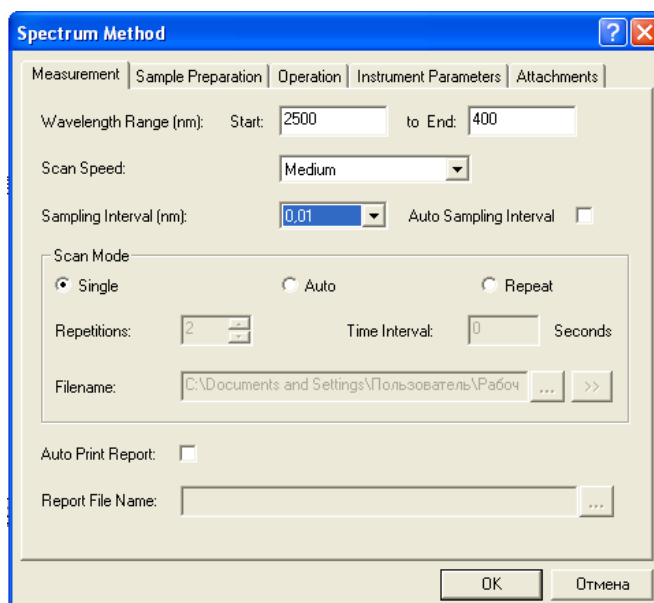 Spectrum Method
Measurement Sample Preparation Operation Instrument Parameters Attachments
Wavelength Range (nm): Start: 2500 to End: 400
Scan Speed: Medium
Sampling Interval (nm): 0,01 Auto Sampling Interval
Scan Mode
Single Auto Repeat
Repetitions: 2 Time Interval: 0 Seconds
Filename: C:\Documents and Settings\Пользователь\Рабоч ... >>
Auto Print Report:
Report File Name: ...
OK Отмена